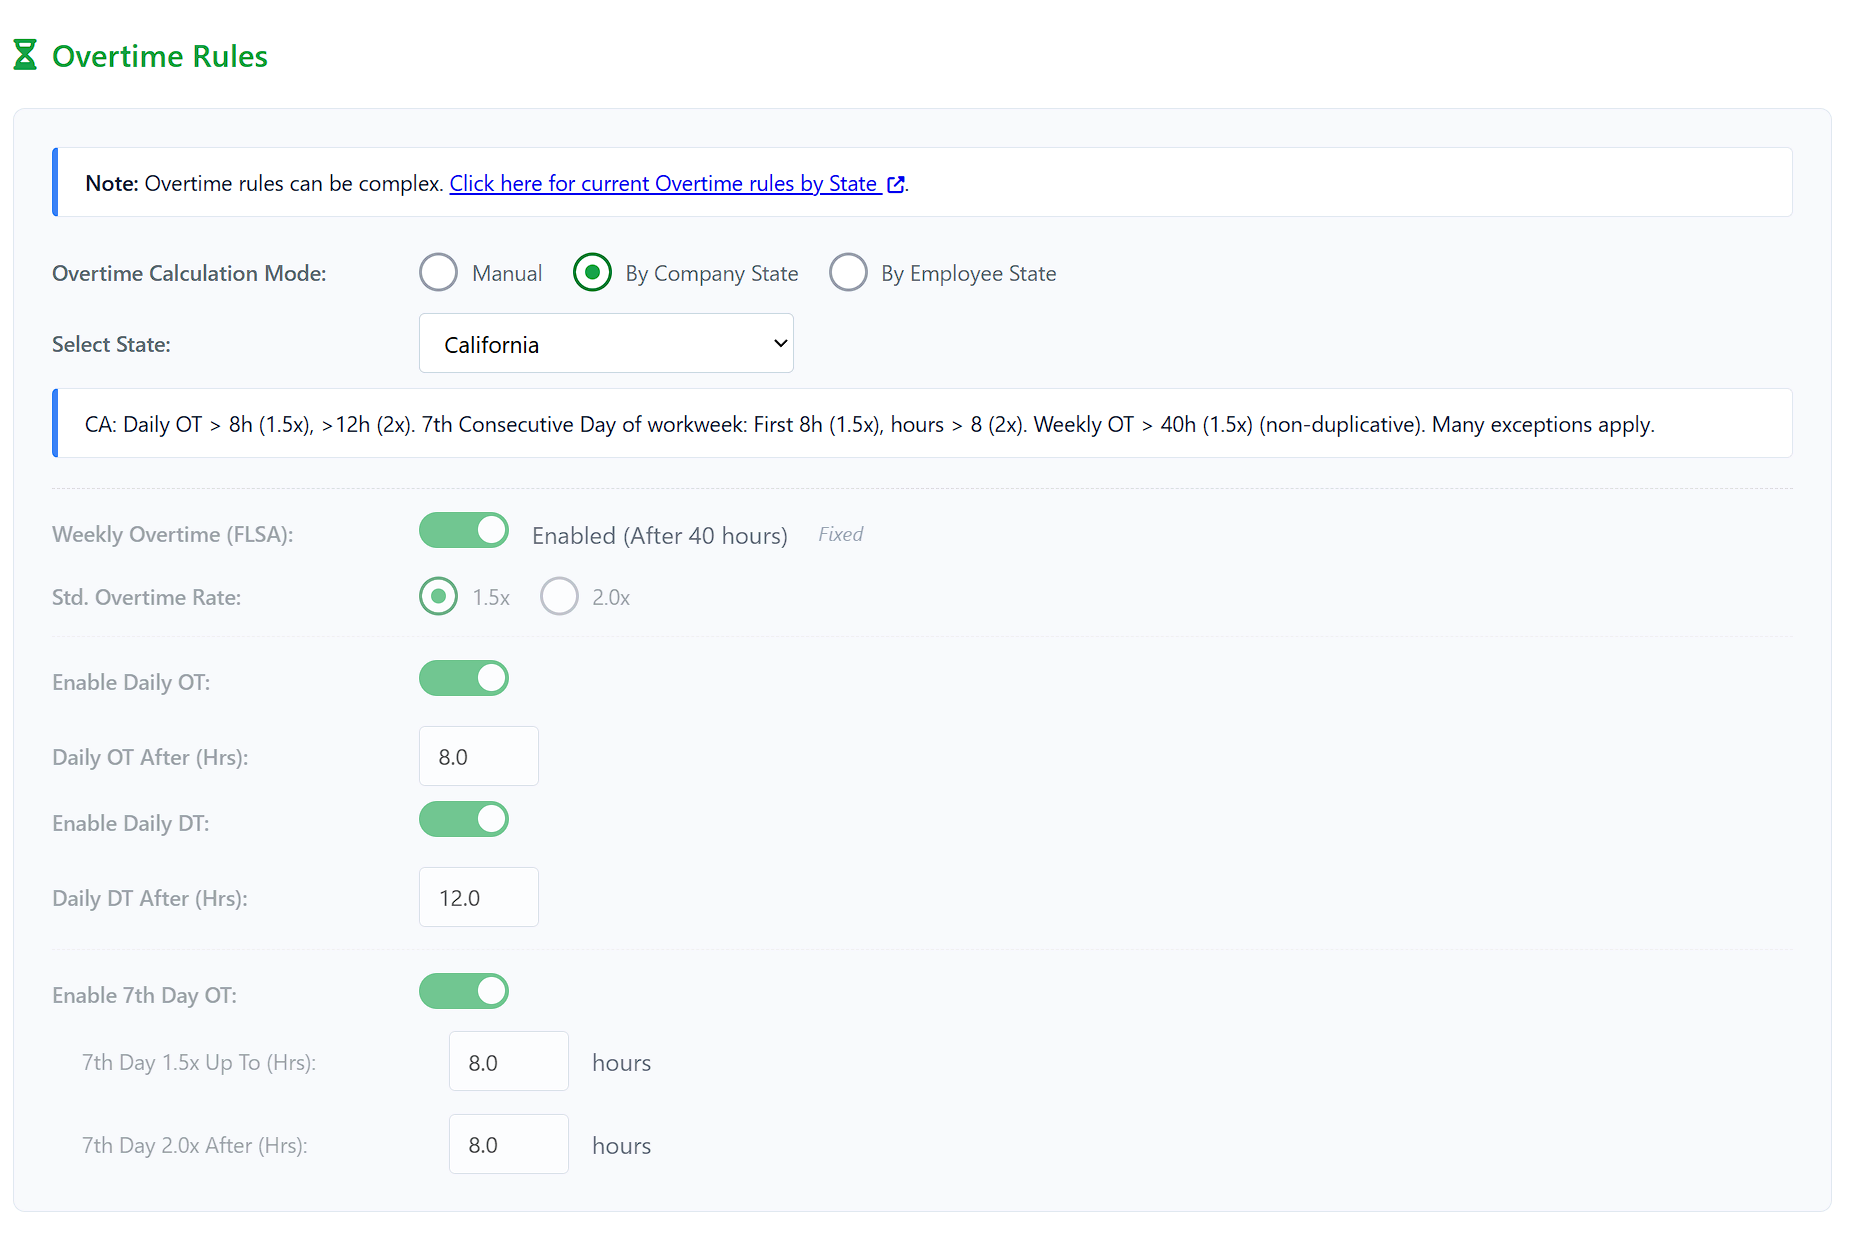 Overtime Rules
Note: Overtime rules can be complex. Click here for current Overtime rules by State.
Overtime Calculation Mode: Manual By Company State By Employee State
Select State: California
CA: Daily OT > 8h (1.5x), >12h (2x). 7th Consecutive Day of workweek: First 8h (1.5x), hours > 8 (2x). Weekly OT > 40h (1.5x) (non-duplicative). Many exceptions apply.
Weekly Overtime (FLSA): Enabled (After 40 hours) Fixed
Std. Overtime Rate: 1.5x 2.0x
Enable Daily OT:
Daily OT After (Hrs): 8.0
Enable Daily DT:
Daily DT After (Hrs): 12.0
Enable 7th Day OT:
7th Day 1.5x Up To (Hrs): 8.0 hours
7th Day 2.0x After (Hrs): 8.0 hours